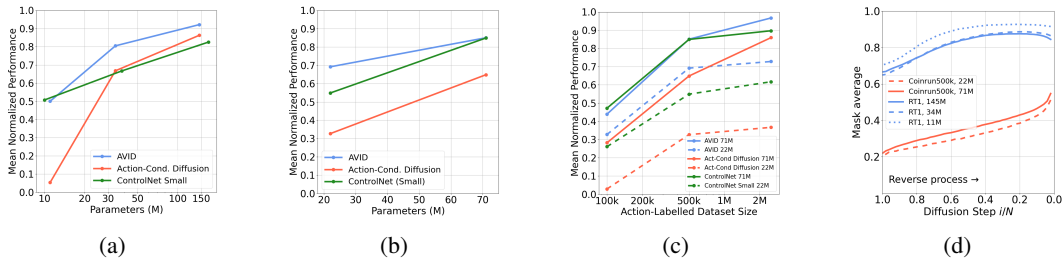 Mean Normalized Performance
1.0
0.9
0.8
0.7
0.6
0.5
0.4
0.3
0.2
0.1
0.0
AVID
Action-Cond. Diffusion
ControlNet Small
10 20 50 100 150
Parameters (M)
(a)
Mean Normalized Performance
1.0
0.9
0.8
0.7
0.6
0.5
0.4
0.3
0.2
0.1
0.0
AVID
Action-Cond. Diffusion
ControlNet (Small)
20 30 40 50 60 70
Parameters (M)
(b)
Mean Normalized Performance
1.0
0.9
0.8
0.7
0.6
0.5
0.4
0.3
0.2
0.1
0.0
AVID 71M
AVID 22M
Act-Cond Diffusion 71M
Act-Cond Diffusion 22M
ControlNet 71M
ControlNet Small 22M
100k 200k 500k 1M 2M
Action-Labelled Dataset Size
(c)
Mask average
1.0
0.8
0.6
0.4
0.2
Coinrun500k, 22M
Coinrun500k, 71M
RT1, 145M
RT1, 34M
RT1, 11M
Reverse process →
1.0 0.8 0.6 0.4 0.2 0.0
Diffusion Step i/N
(d)